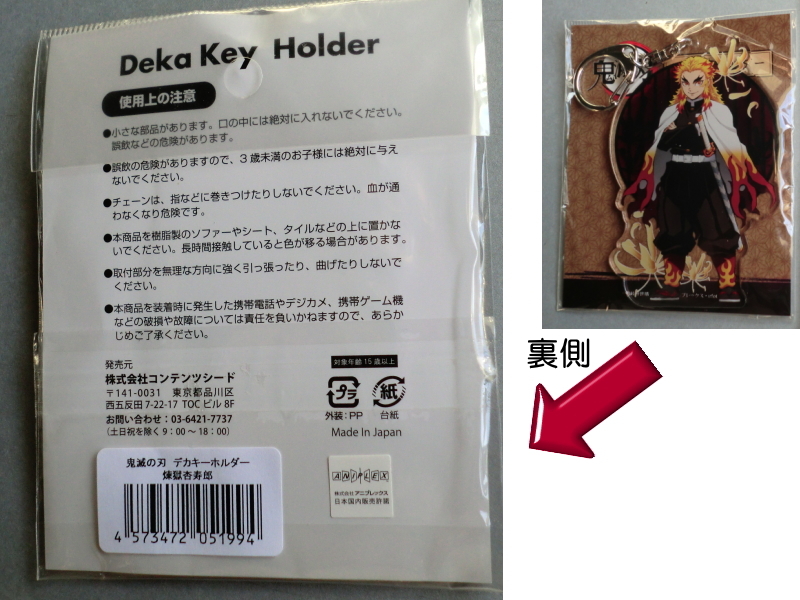 Deka Key Holder
使用上の注意
●小さな部品があります。口の中には絶対に入れないでください。
誤飲などの危険があります。
●誤飲の危険がありますので、3歳未満のお子様には絶対に与え
ないでください。
●チェーンは、指などに巻きつけたりしないでください。血が通
わなくなり危険です。
●本商品を樹脂製のソファーやシート、タイルなどの上に置かな
いでください。長時間接触していると色が移る場合があります。
●取付部分を無理な方向に強く引っ張ったり、曲げたりしないで
ください。
●本商品を装着時に発生した携帯電話やデジカメ、携帯ゲーム機
などの破損や故障については責任を負いかねますので、あらか
じめご了承ください。
発売元
株式会社コンテンツシード
〒141-0031 東京都品川区
西五反田7-22-17 TOCビル8F
お問い合わせ:03-6421-7737
(土日祝を除く9:00~18:00)
対象年齢15歳以上
プラ 紙
外装:PP 台紙
Made In Japan
鬼滅の刃 デカキーホルダー
煉獄杏寿郎
4 573472 051994
ANIPLEX
株式会社アニプレックス
日本国内販売許諾
鬼
裏側